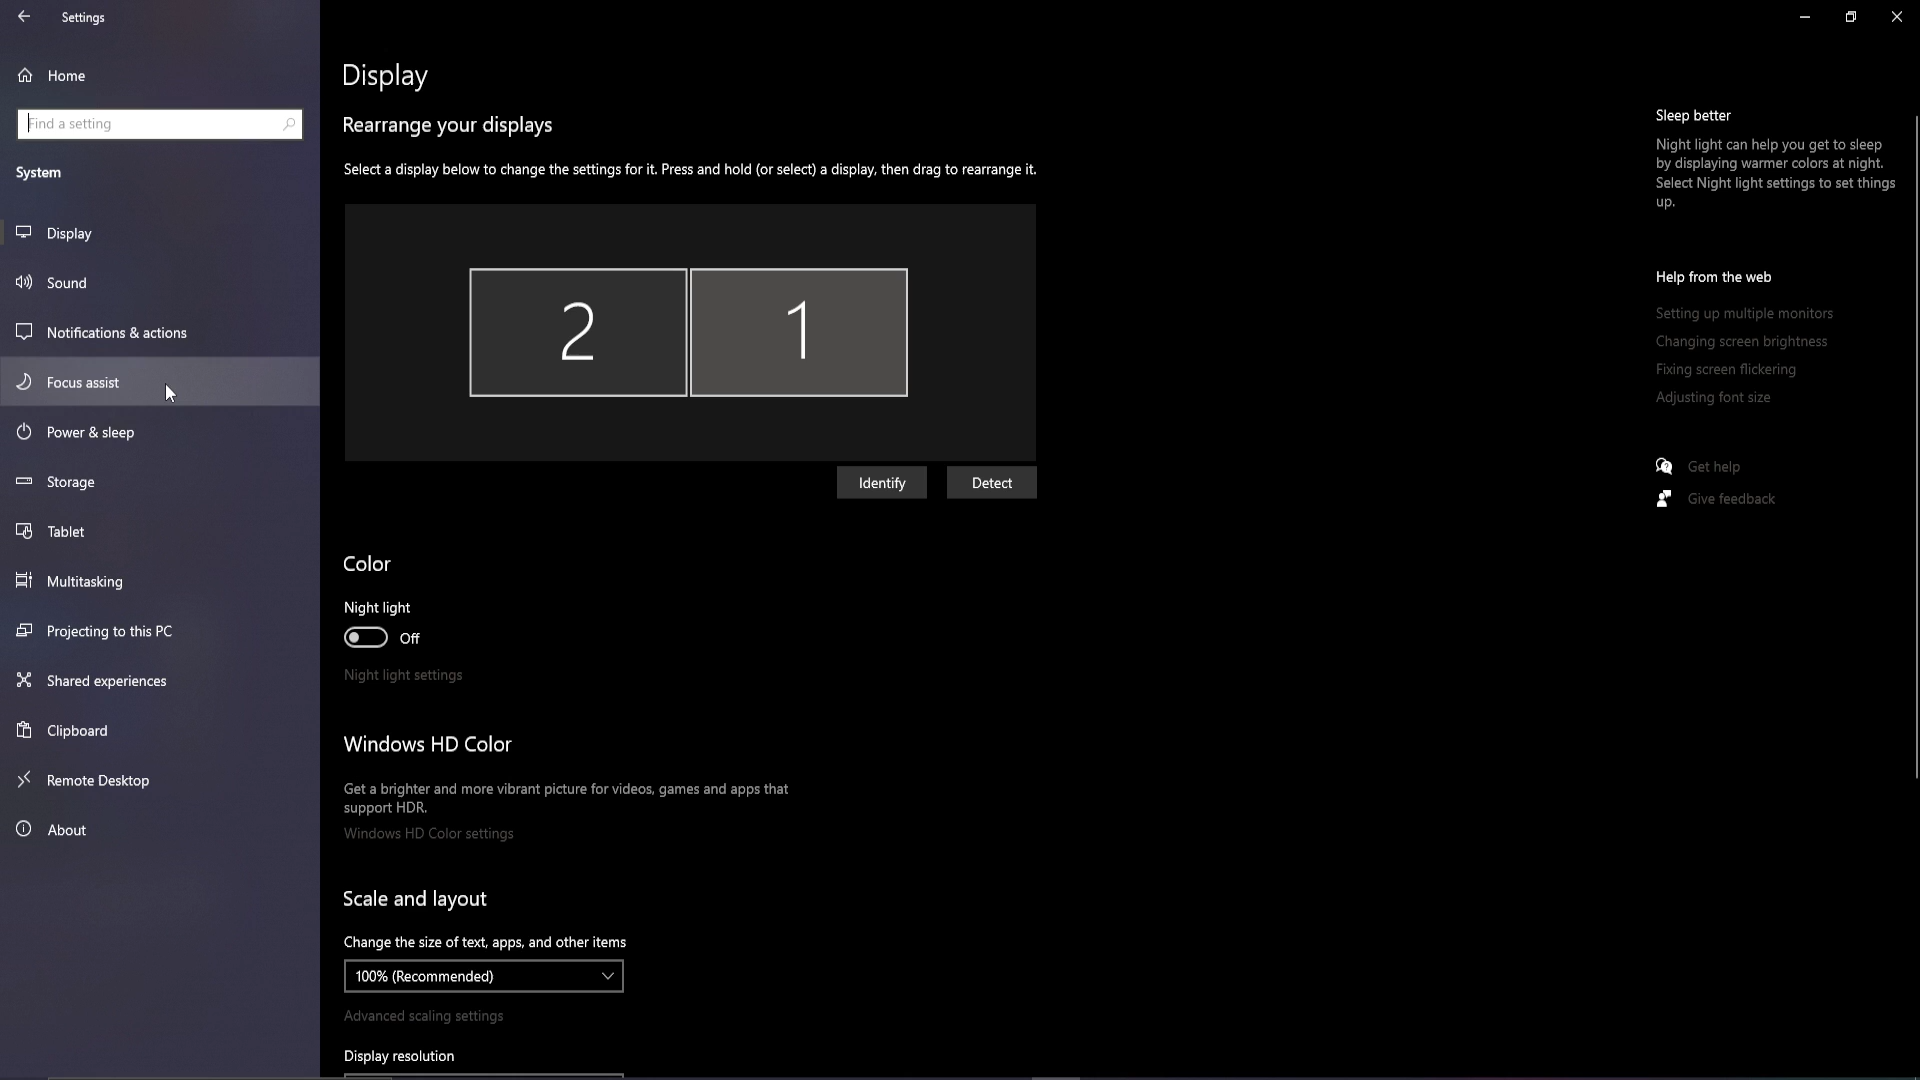 Settings
Home
Find a setting
System
Display
Sound
Notifications & actions
Focus assist
Power & sleep
Storage
Tablet
Multitasking
Projecting to this PC
Shared experiences
Clipboard
Remote Desktop
About
Display
Rearrange your displays
Select a display below to change the settings for it. Press and hold (or select) a display, then drag to rearrange it.
2 1
Identify Detect
Color
Night light
Off
Night light settings
Windows HD Color
Get a brighter and more vibrant picture for videos, games and apps that
support HDR.
Windows HD Color settings
Scale and layout
Change the size of text, apps, and other items
100% (Recommended)
Advanced scaling settings
Display resolution
Sleep better
Night light can help you get to sleep
by displaying warmer colors at night.
Select Night light settings to set things
up.
Help from the web
Setting up multiple monitors
Changing screen brightness
Fixing screen flickering
Adjusting font size
Get help
Give feedback